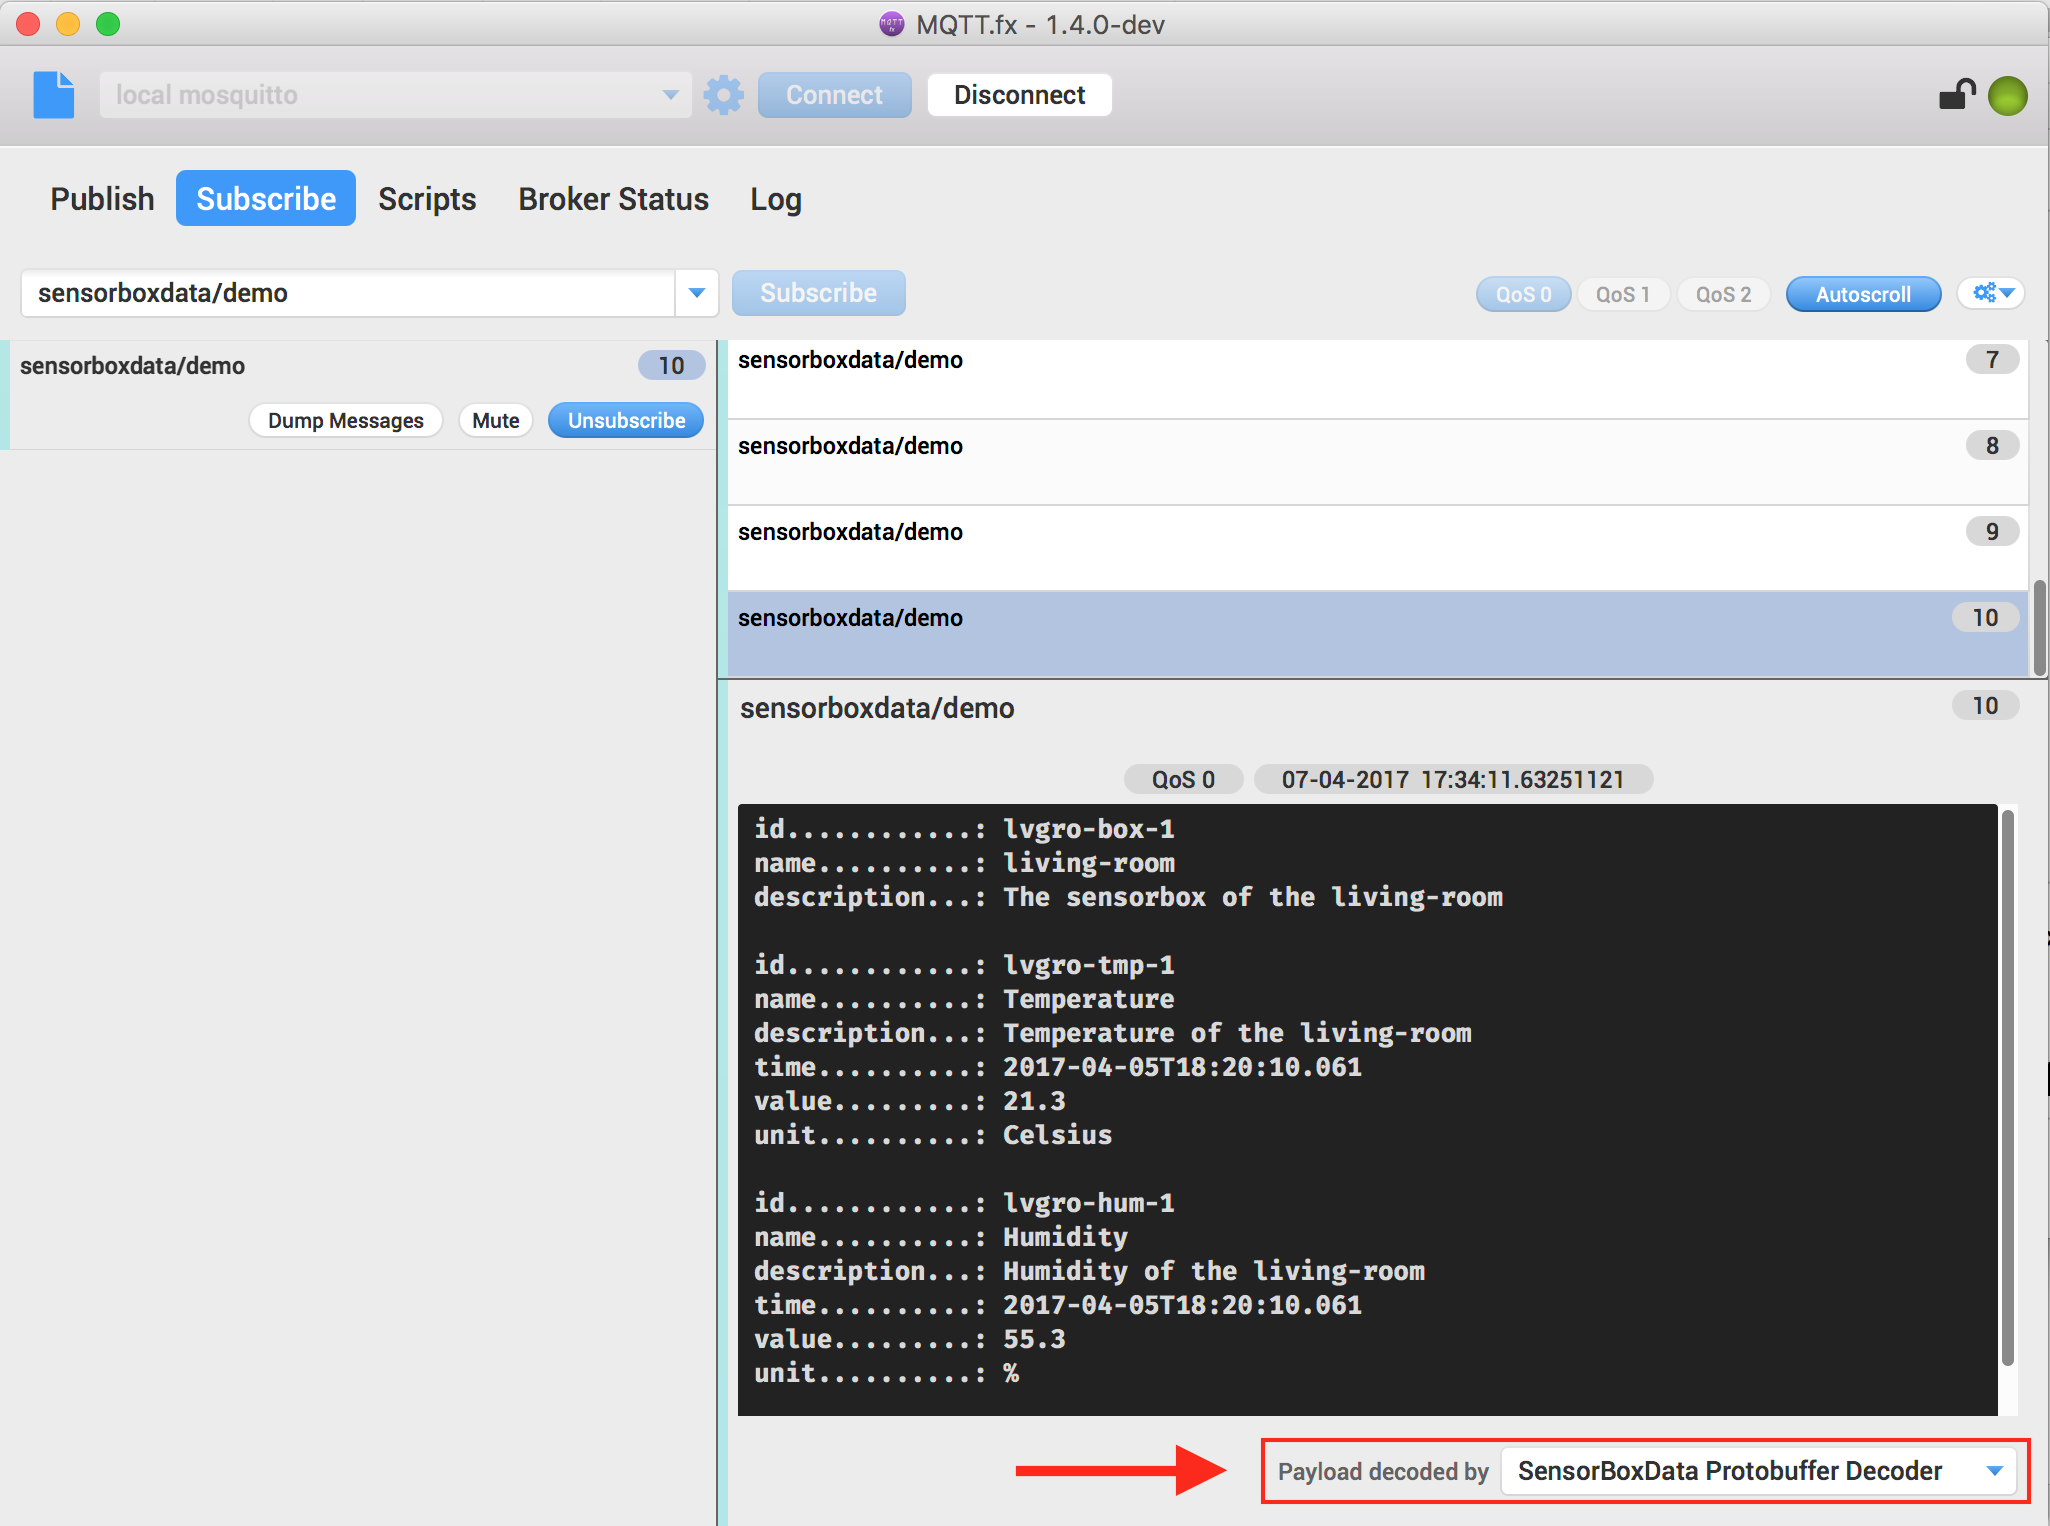 MQTT.fx - 1.4.0-dev
local mosquitto Connect Disconnect
Publish Subscribe Scripts Broker Status Log
sensorboxdata/demo Subscribe QoS 0 QoS 1 QoS 2 Autoscroll
sensorboxdata/demo 10
Dump Messages Mute Unsubscribe
sensorboxdata/demo 7
sensorboxdata/demo 8
sensorboxdata/demo 9
sensorboxdata/demo 10
sensorboxdata/demo 10
QoS 0 07-04-2017 17:34:11.63251121
id............: lvgro-box-1
name..........: living-room
description...: The sensorbox of the living-room
id............: lvgro-tmp-1
name..........: Temperature
description...: Temperature of the living-room
time..........: 2017-04-05T18:20:10.061
value.........: 21.3
unit..........: Celsius
id............: lvgro-hum-1
name..........: Humidity
description...: Humidity of the living-room
time..........: 2017-04-05T18:20:10.061
value.........: 55.3
unit..........: %
Payload decoded by SensorBoxData Protobuffer Decoder